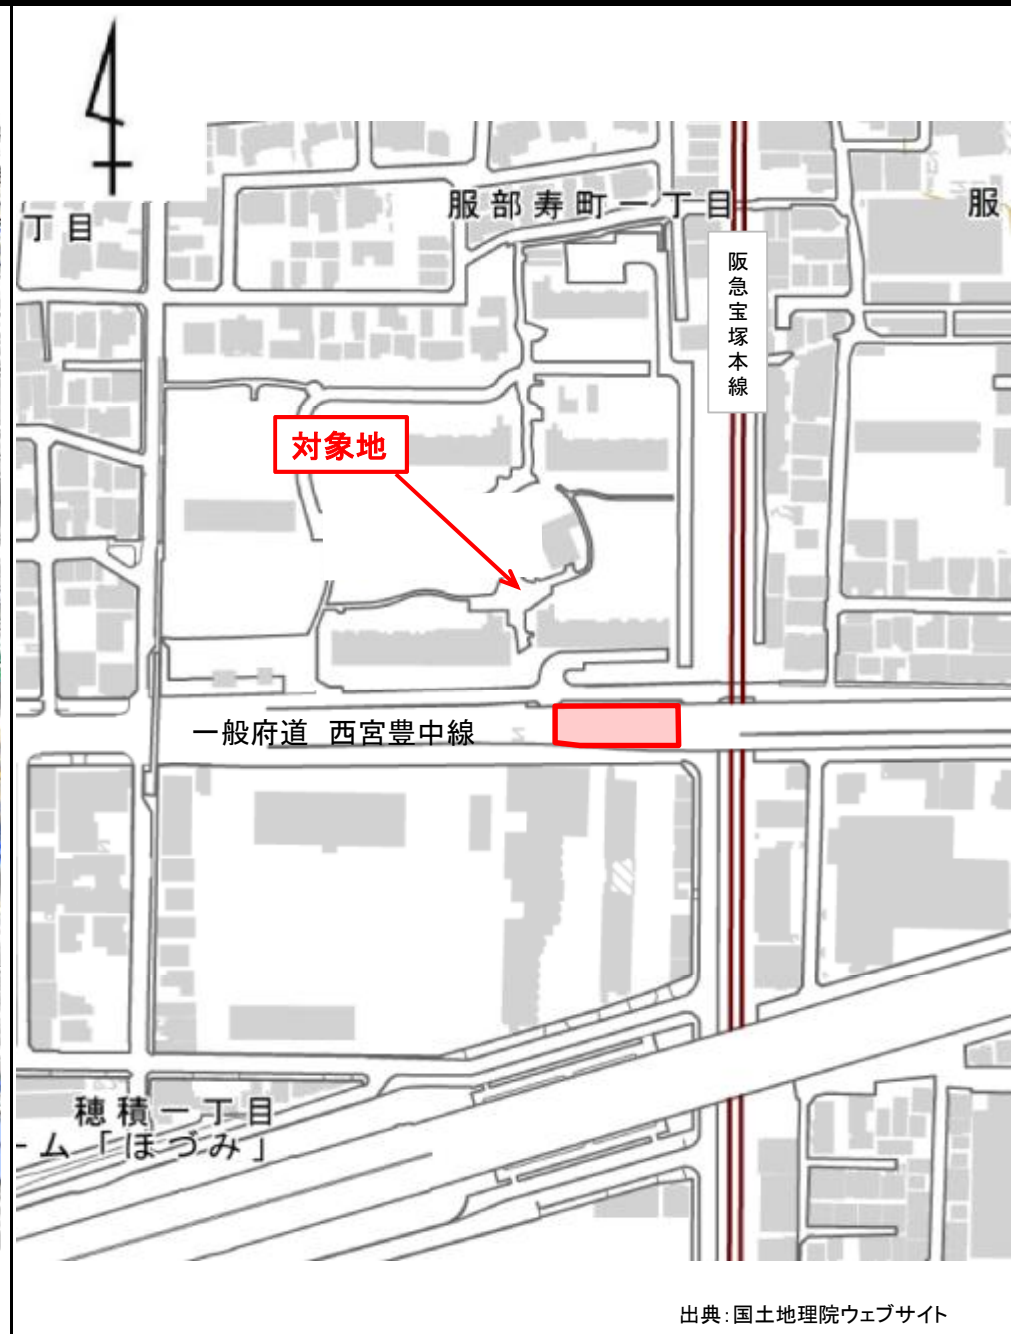 服部寿町一丁目
服
丁目
阪急宝塚本線
対象地
一般府道 西宮豊中線
穂積一丁目
ーム「ほづみ」
出典:国土地理院ウェブサイト